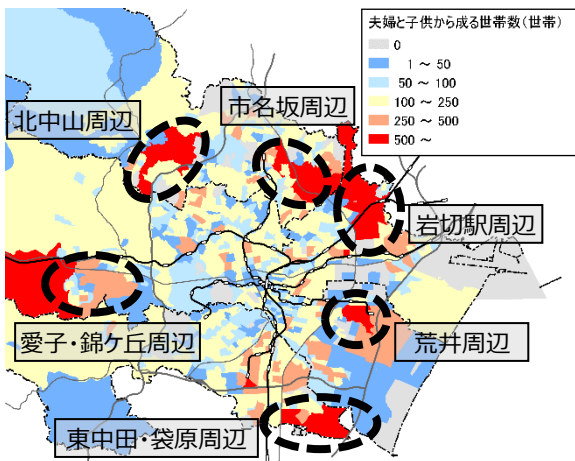 夫婦と子供から成る世帯数(世帯)
0
1 ~ 50
50 ~ 100
100 ~ 250
250 ~ 500
500 ~
市名坂周辺
北中山周辺
岩切駅周辺
愛子・錦ケ丘周辺
荒井周辺
東中田・袋原周辺